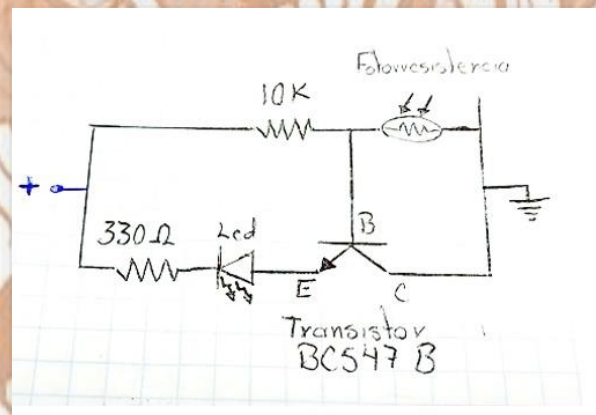 Fotorresistencia
10K
+
330Ω
Led
B
E
C
Transistor
BC547 B